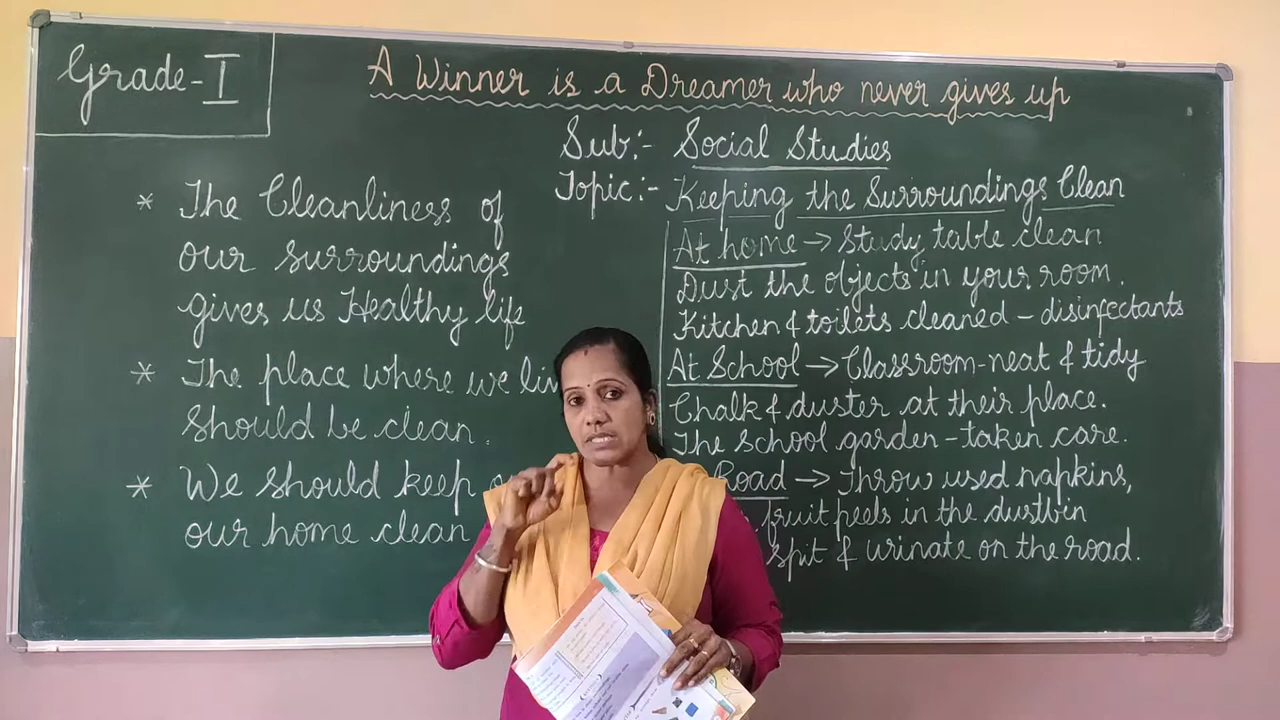 Grade-I
A Winner is a Dreamer who never gives up
Sub:- Social Studies
Topic:- Keeping the Surroundings Clean
* The Cleanliness of
our surroundings
gives us Healthy life
* The place where we liv
should be clean.
* We should keep
our home clean
At home → Study table clean
Dust the objects in your room.
Kitchen & toilets cleaned - disinfectants
At School → Classroom-neat & tidy
Chalk & duster at their place.
The school garden - taken care.
Road → Throw used napkins,
fruit peels in the dustbin
spit & urinate on the road.